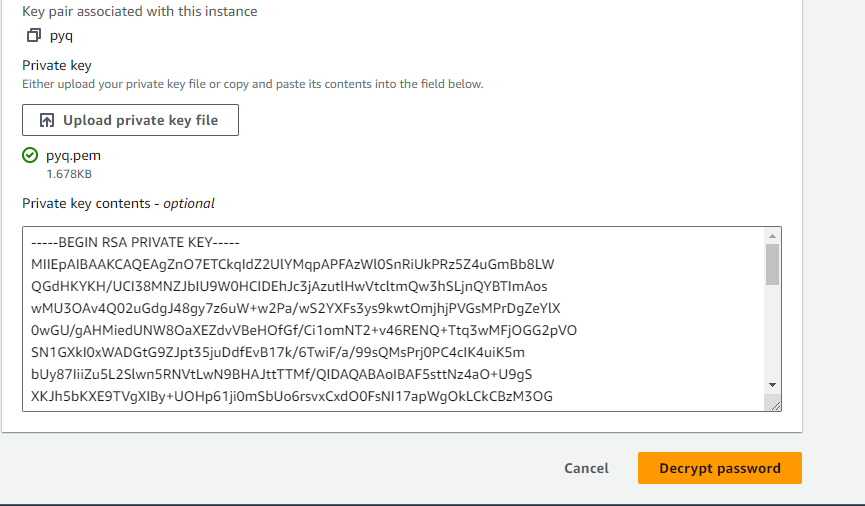 Key pair associated with this instance
pyq
Private key
Either upload your private key file or copy and paste its contents into the field below.
Upload private key file
pyq.pem
1.678KB
Private key contents - optional
-----BEGIN RSA PRIVATE KEY-----
MIIEpAIBAAKCAQEAgZnO7ETCkqIdZ2UlYMqpAPFAzWl0SnRiUkPRz5Z4uGmBb8LW
QGdHKYKH/UCI38MNZJbIU9W0HCIDEhJc3jAzutlHwVtcltmQw3hSLjnQYBTImAos
wMU3OAv4Q02uGdgJ48gy7z6uW+w2Pa/wS2YXFs3ys9kwtOmjhjPVGsMPrDgZeYlX
0wGU/gAHMiedUNW8OaXEZdvVBeHOfGf/Ci1omNT2+v46RENQ+Ttq3wMFjOGG2pVO
SN1GXkl0xWADGtG9ZJpt35juDdfEvB17k/6TwiF/a/99sQMsPrj0PC4cIK4uiK5m
bUy87IiiZu5L2Slwn5RNVtLwN9BHAJttTTMf/QIDAQABAoIBAF5sttNz4aO+U9gS
XKJh5bKXE9TVgXIBy+UOHp61ji0mSbUo6rsvxCxdO0FsNI17apWgOkLCkCBzM3OG
Cancel
Decrypt password